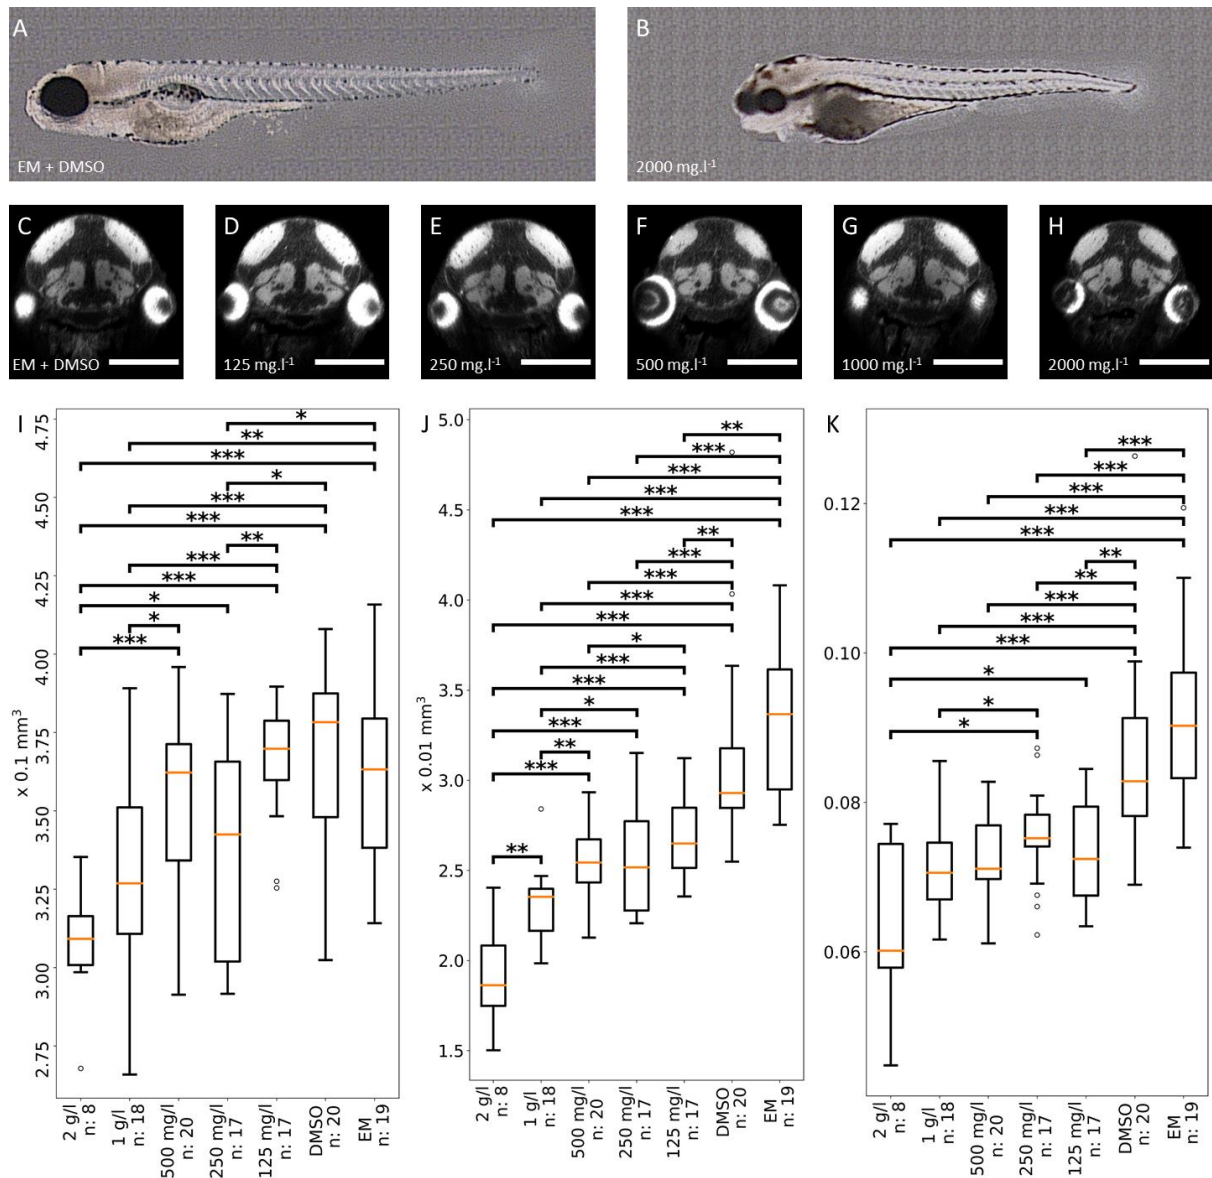 A
EM + DMSO
B
2000 mg.l⁻¹
C
EM + DMSO
D
125 mg.l⁻¹
E
250 mg.l⁻¹
F
500 mg.l⁻¹
G
1000 mg.l⁻¹
H
2000 mg.l⁻¹
I
x 0.1 mm³
4.75
4.50
4.25
4.00
3.75
3.50
3.25
3.00
2.75
*
**
***
*
***
***
**
***
***
*
*
***
2 g/l
n: 8
1 g/l
n: 18
500 mg/l
n: 20
250 mg/l
n: 17
125 mg/l
n: 17
DMSO
n: 20
EM
n: 19
J
x 0.01 mm³
5.0
4.5
4.0
3.5
3.0
2.5
2.0
1.5
**
***
***
***
***
**
***
***
***
***
*
***
***
*
***
**
***
**
2 g/l
n: 8
1 g/l
n: 18
500 mg/l
n: 20
250 mg/l
n: 17
125 mg/l
n: 17
DMSO
n: 20
EM
n: 19
K
0.12
0.10
0.08
0.06
***
***
***
***
***
**
**
***
***
***
*
*
*
2 g/l
n: 8
1 g/l
n: 18
500 mg/l
n: 20
250 mg/l
n: 17
125 mg/l
n: 17
DMSO
n: 20
EM
n: 19